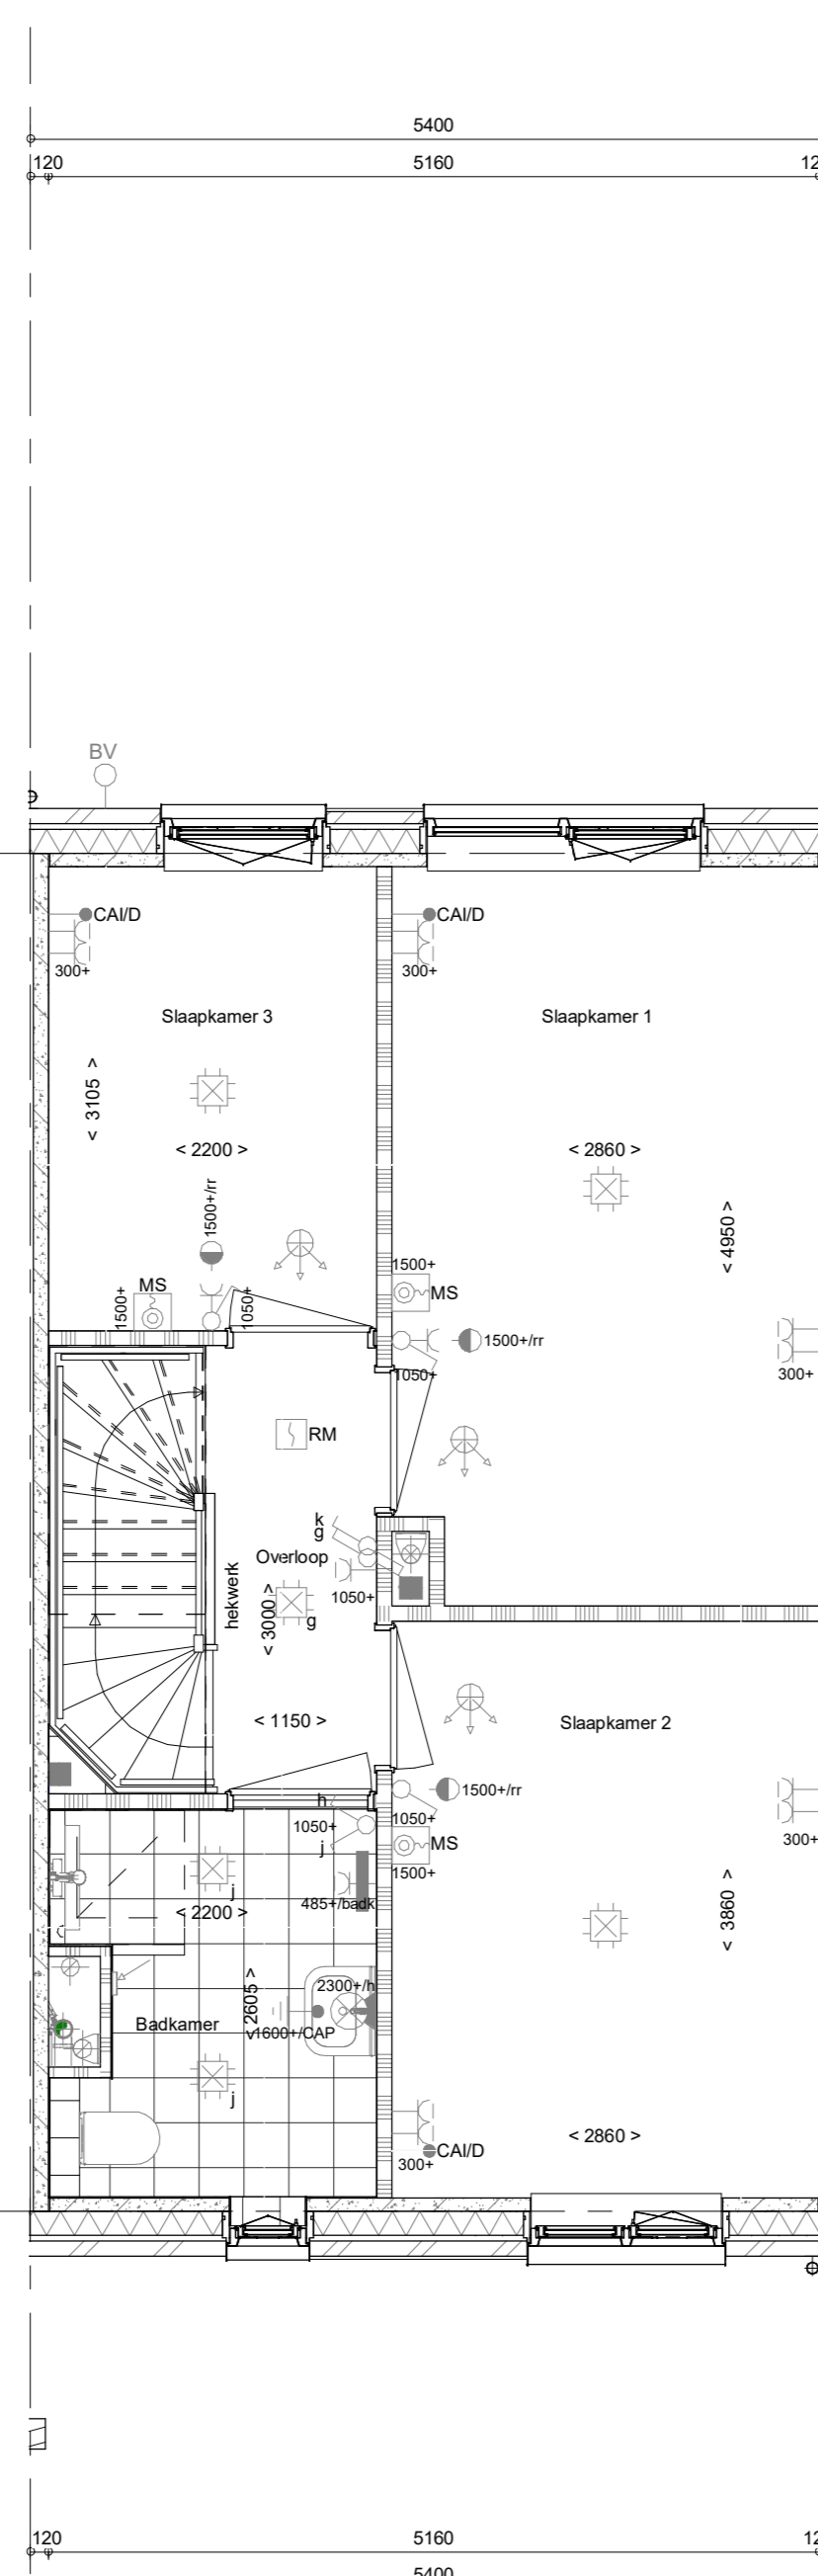 5400
120 5160 12
BV
CAI/D CAI/D
300+ 300+
Slaapkamer 3 Slaapkamer 1
< 3105 >
< 2200 > < 2860 >
1500+/rr
< 4950 >
1500+
MS
1500+
1050+
MS
1500+/rr
1050+
300+
RM
k
g
Overloop
1050+
hekwerk
< 3000 >
g
< 1150 >
Slaapkamer 2
h
1500+/rr
1050+
1050+
j
MS
1500+
300+
j
485+/badk
< 2200 >
< 3860 >
< 2605 >
2300+/h
Badkamer
1600+/CAP
j
< 2860 >
CAI/D
300+
120 5160 12
5400